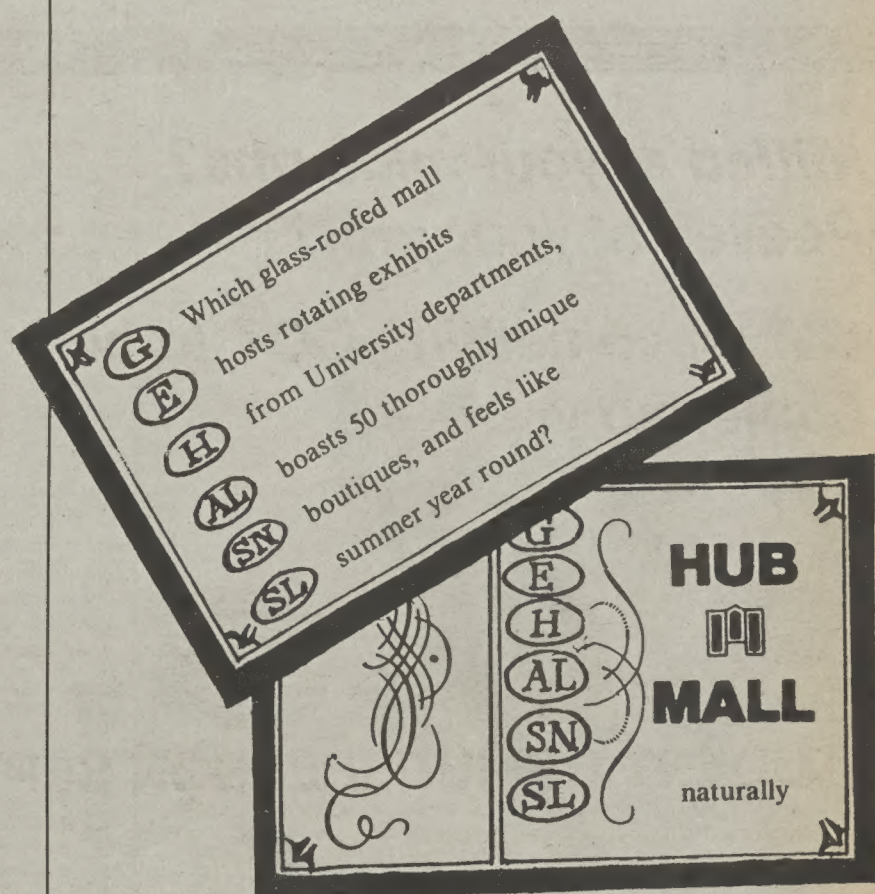 G Which glass-roofed mall
E hosts rotating exhibits
H from University departments,
AL boasts 50 thoroughly unique
SN boutiques, and feels like
SL summer year round?
G
E
H
AL
SN
SL
HUB
MALL
naturally